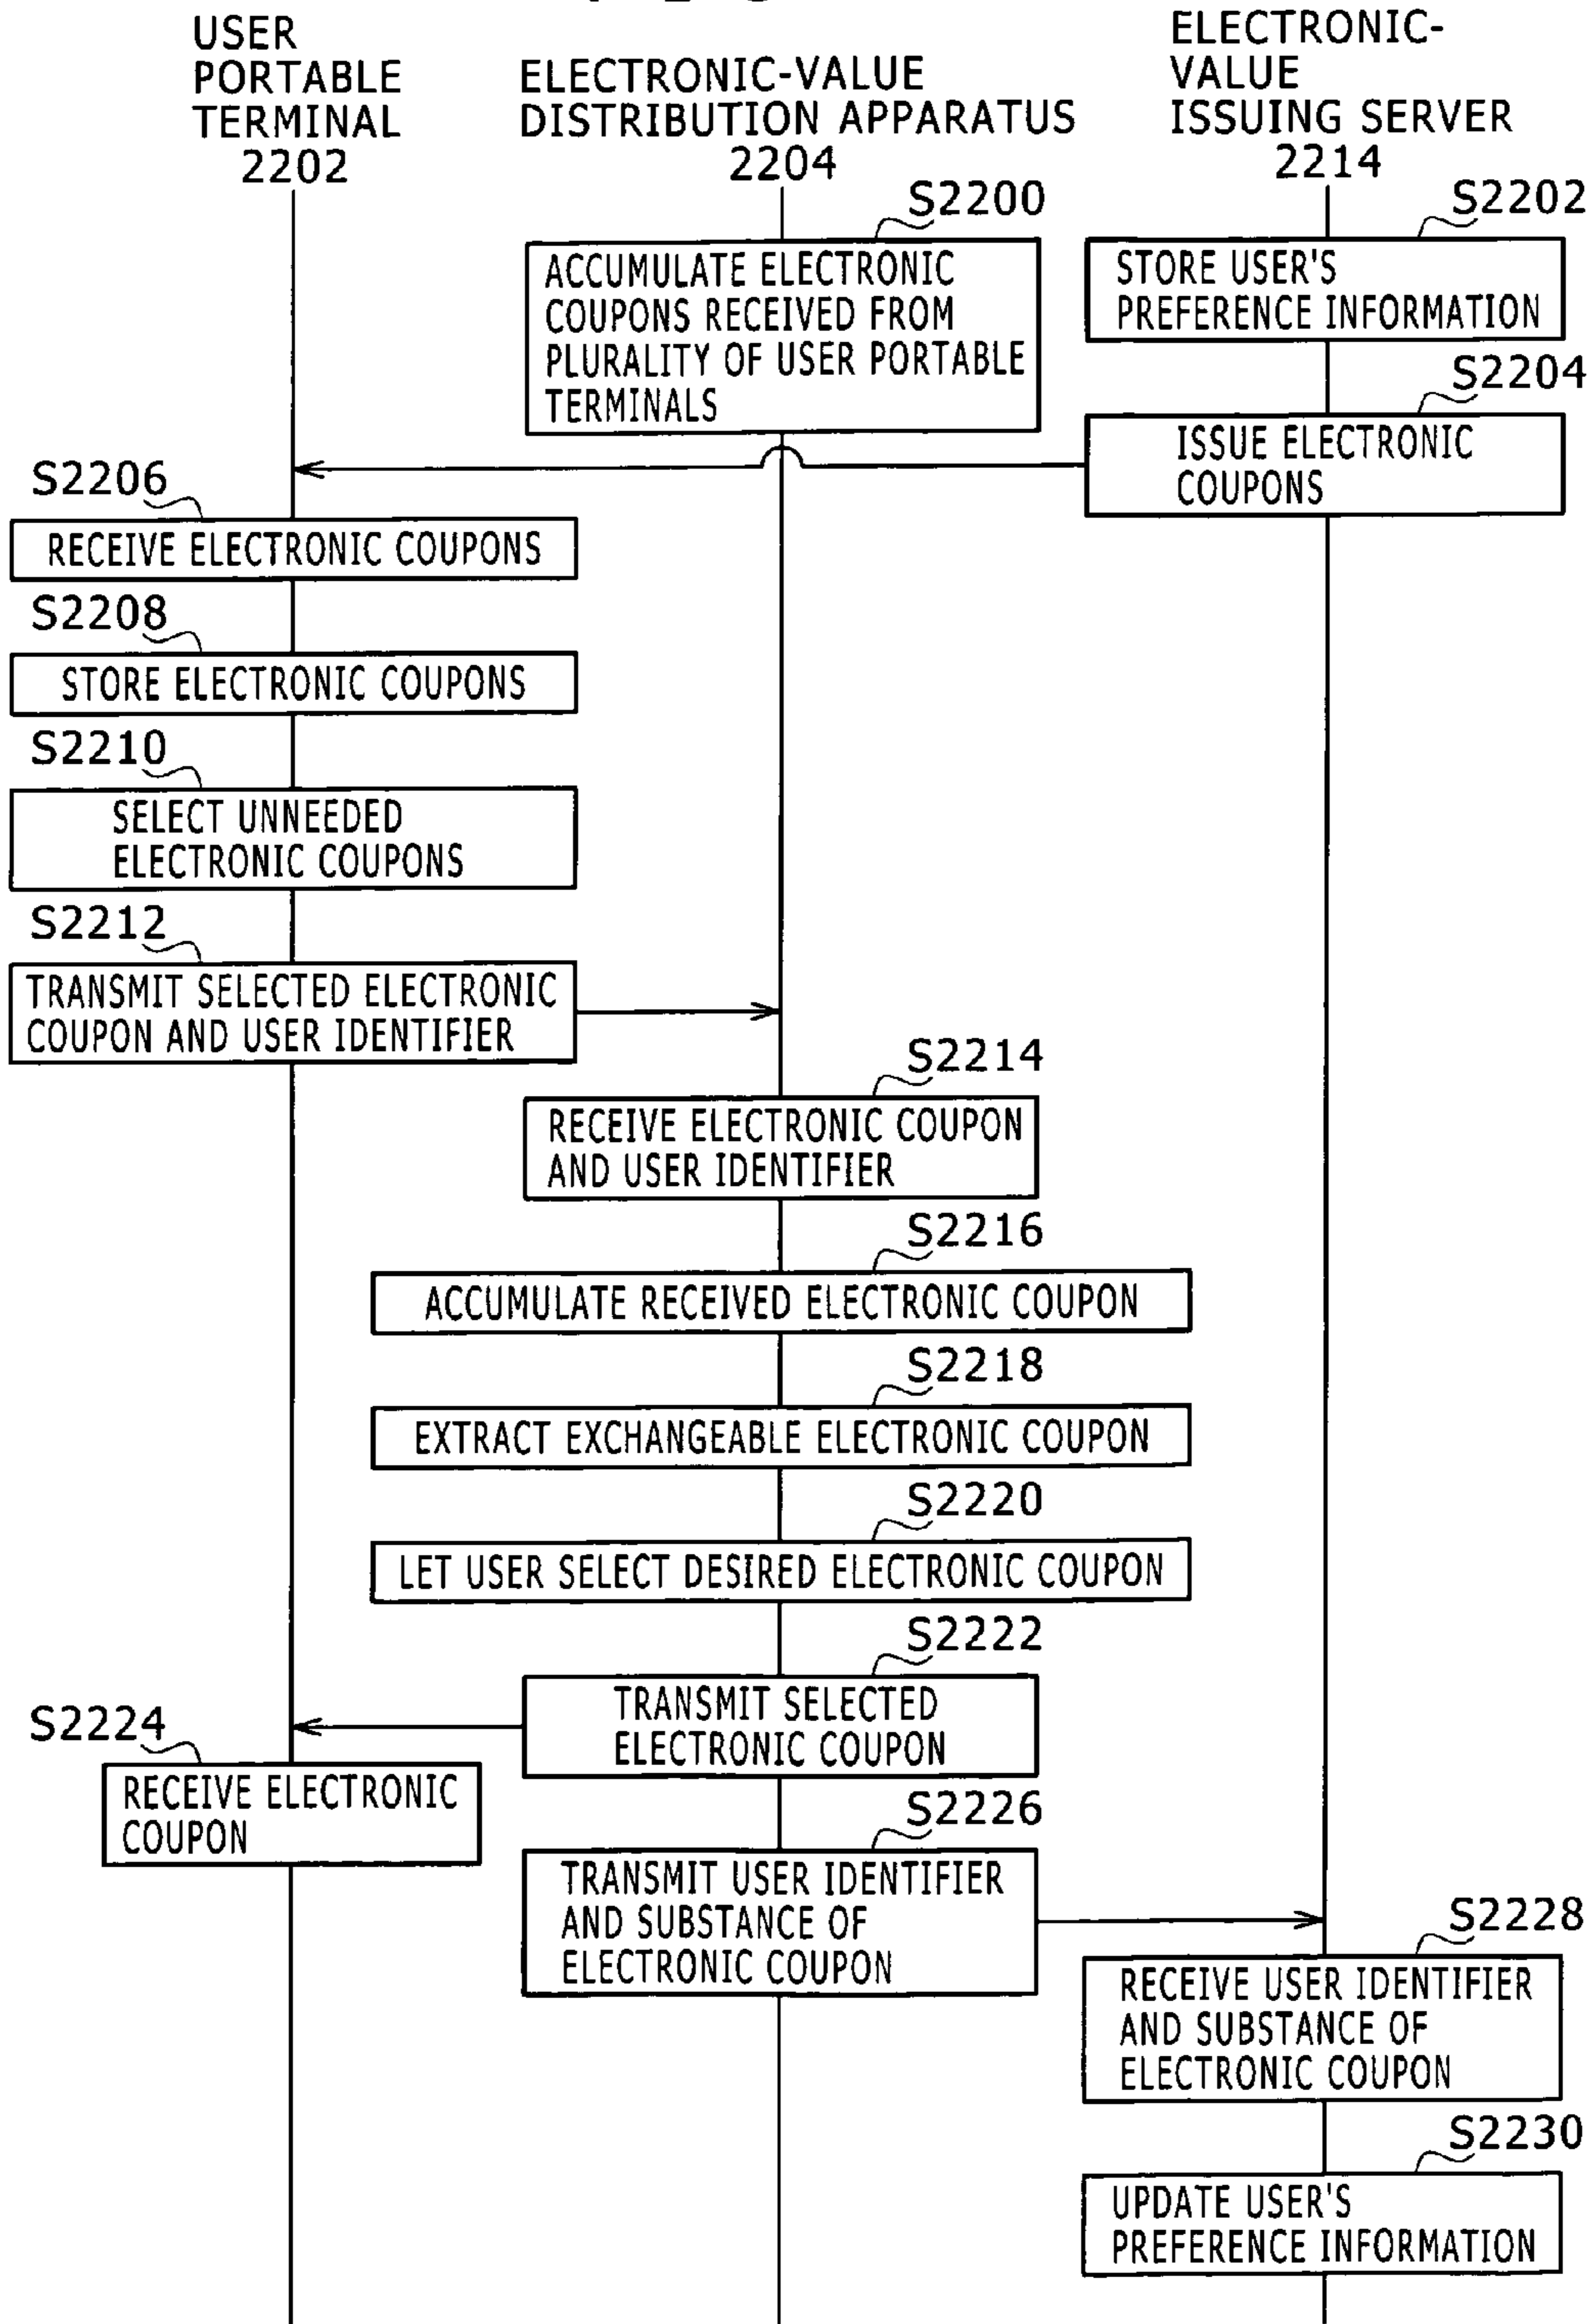 USER
PORTABLE
TERMINAL
2202
ELECTRONIC-VALUE
DISTRIBUTION APPARATUS
2204
ELECTRONIC-
VALUE
ISSUING SERVER
2214
S2200
ACCUMULATE ELECTRONIC
COUPONS RECEIVED FROM
PLURALITY OF USER PORTABLE
TERMINALS
S2202
STORE USER'S
PREFERENCE INFORMATION
S2204
ISSUE ELECTRONIC
COUPONS
S2206
RECEIVE ELECTRONIC COUPONS
S2208
STORE ELECTRONIC COUPONS
S2210
SELECT UNNEEDED
ELECTRONIC COUPONS
S2212
TRANSMIT SELECTED ELECTRONIC
COUPON AND USER IDENTIFIER
S2214
RECEIVE ELECTRONIC COUPON
AND USER IDENTIFIER
S2216
ACCUMULATE RECEIVED ELECTRONIC COUPON
S2218
EXTRACT EXCHANGEABLE ELECTRONIC COUPON
S2220
LET USER SELECT DESIRED ELECTRONIC COUPON
S2222
TRANSMIT SELECTED
ELECTRONIC COUPON
S2224
RECEIVE ELECTRONIC
COUPON
S2226
TRANSMIT USER IDENTIFIER
AND SUBSTANCE OF
ELECTRONIC COUPON
S2228
RECEIVE USER IDENTIFIER
AND SUBSTANCE OF
ELECTRONIC COUPON
S2230
UPDATE USER'S
PREFERENCE INFORMATION